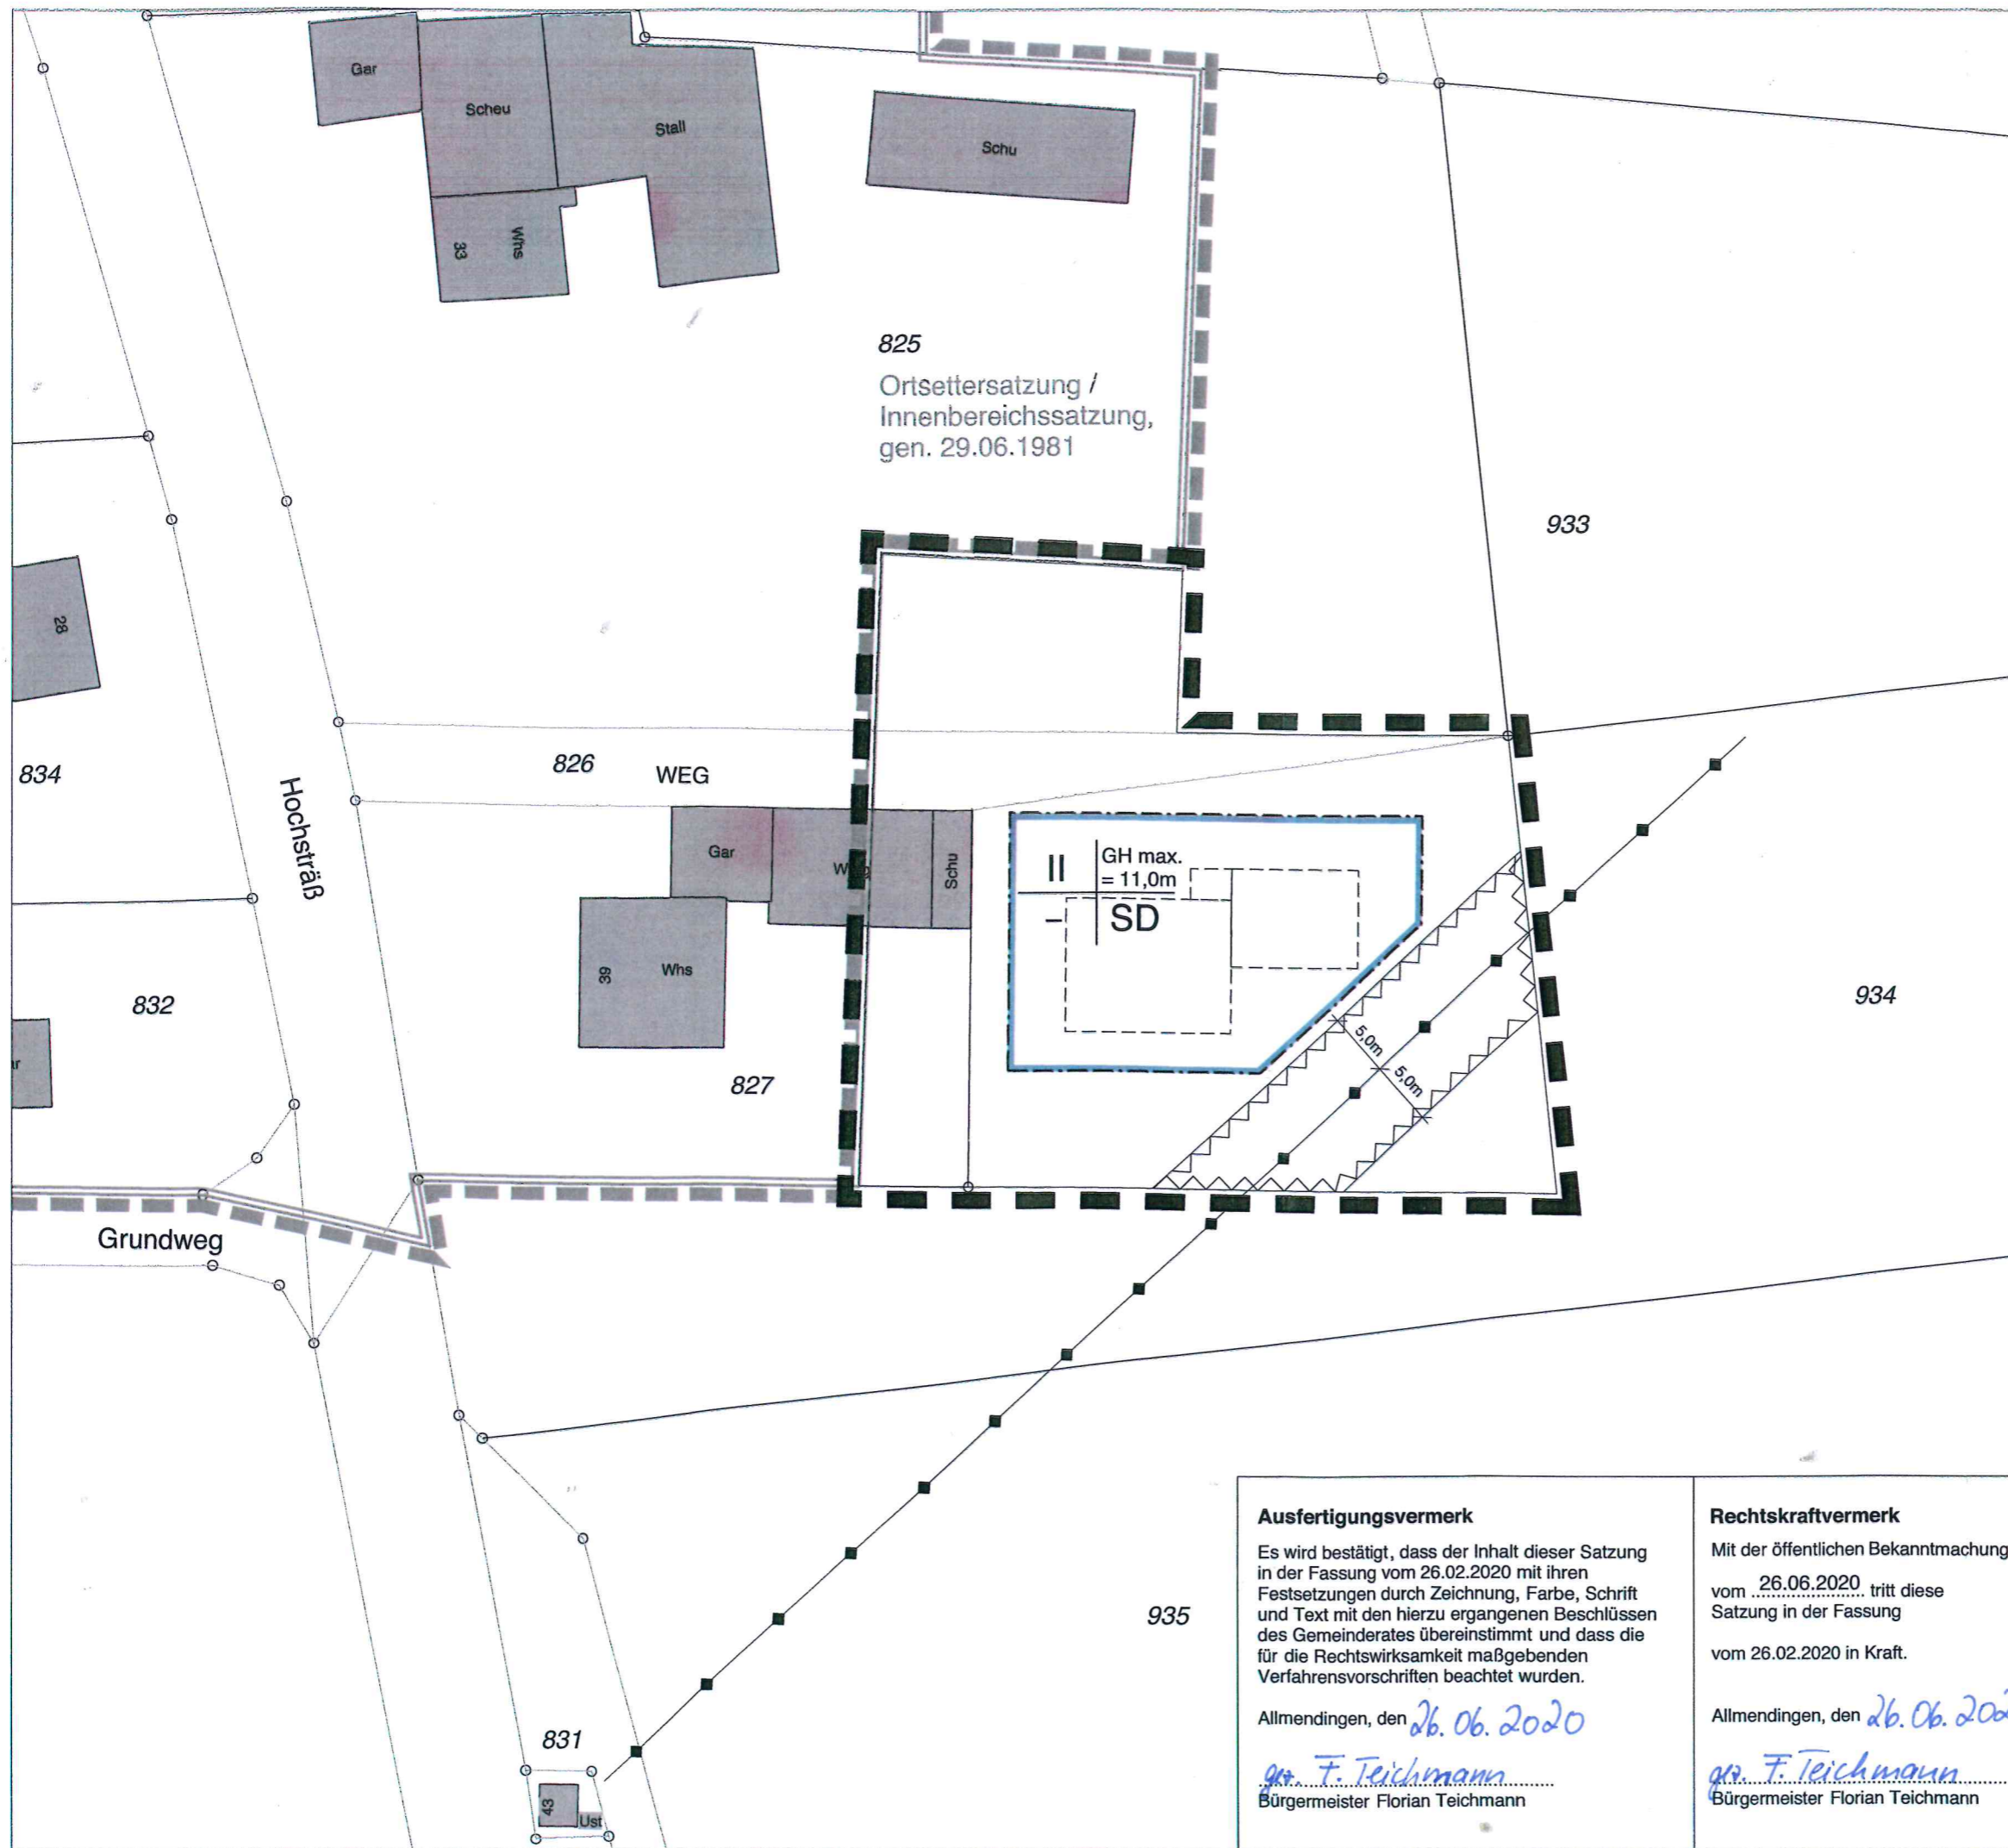 Gar
Scheu
Stall
Schu
33
Whs
825
Ortsettersatzung /
Innenbereichssatzung,
gen. 29.06.1981
933
28
834
826
WEG
Hochsträß
Gar
Schu
II
GH max.
= 11,0m
–
SD
39
Whs
832
934
5,0m
5,0m
827
Grundweg
935
831
43
Ust
Ausfertigungsvermerk
Es wird bestätigt, dass der Inhalt dieser Satzung
in der Fassung vom 26.02.2020 mit ihren
Festsetzungen durch Zeichnung, Farbe, Schrift
und Text mit den hierzu ergangenen Beschlüssen
des Gemeinderates übereinstimmt und dass die
für die Rechtswirksamkeit maßgebenden
Verfahrensvorschriften beachtet wurden.
Allmendingen, den 26.06.2020
gez. F. Teichmann
Bürgermeister Florian Teichmann
Rechtskraftvermerk
Mit der öffentlichen Bekanntmachung
vom 26.06.2020 tritt diese
Satzung in der Fassung
vom 26.02.2020 in Kraft.
Allmendingen, den 26.06.202
gez. F. Teichmann
Bürgermeister Florian Teichmann